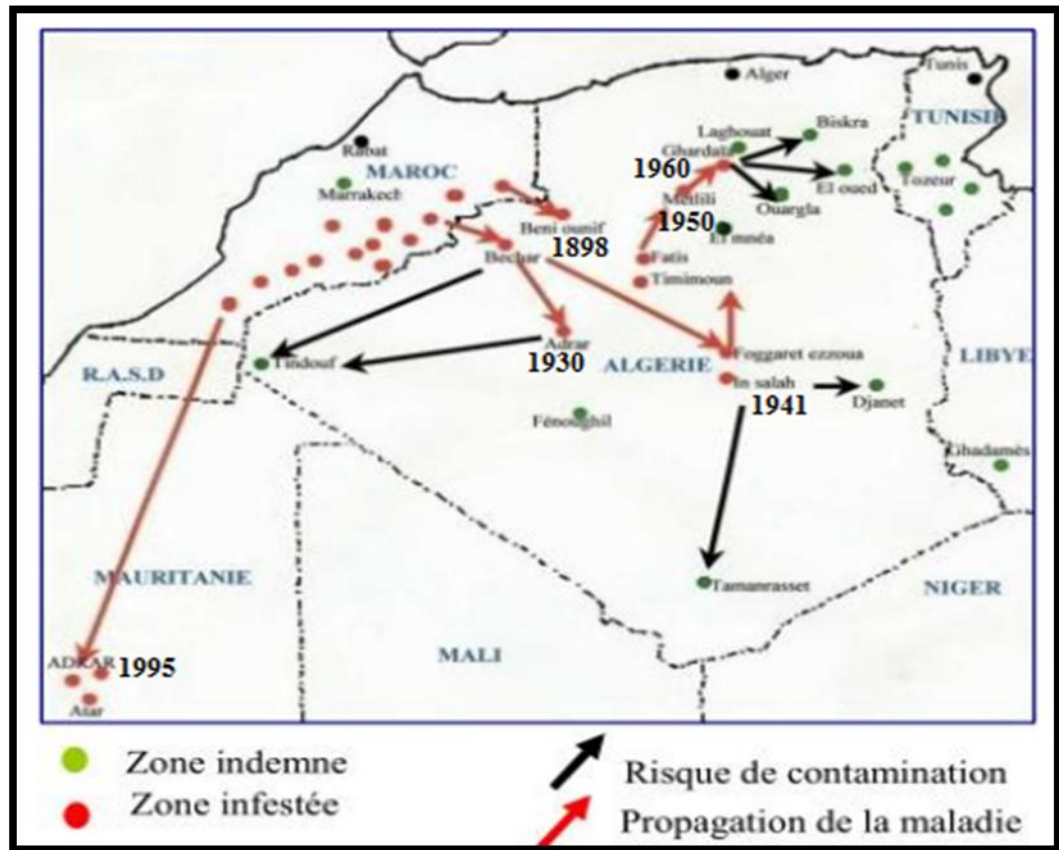 Alger
Tunis
TUNISIE
Biskra
Laghouat
Ghardaïa
1960
Rabat
MAROC
Marrakech
El oued
Tozeur
Metlili
Ouargla
1950
El mnéa
Beni ounif
1898
Bechar
Fatis
Timimoun
Adrar
1930
Foggaret ezzoua
ALGERIE
LIBYE
Tindouf
R.A.S.D
In salah
1941
Djanet
Fénoughil
Ghadamès
MAURITANIE
Tamanrasset
NIGER
MALI
ADRAR
1995
Atar
Zone indemne
Zone infestée
Risque de contamination
Propagation de la maladie